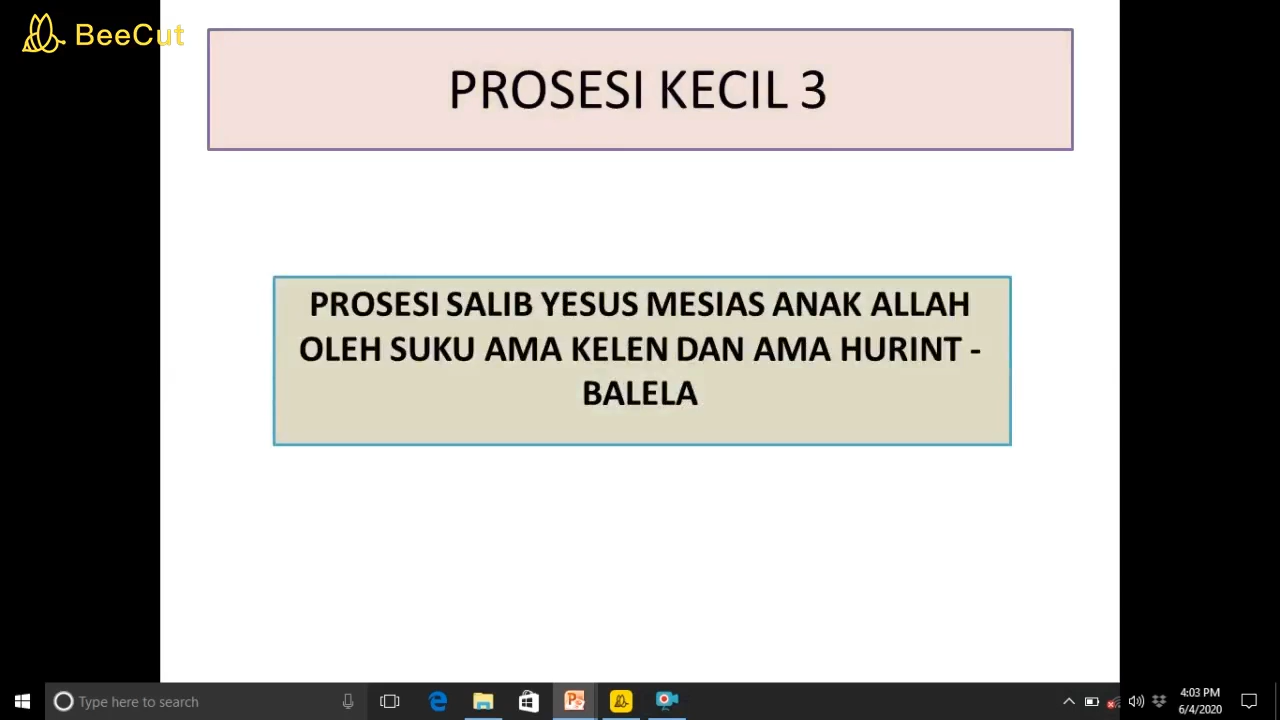 BeeCut
PROSESI KECIL 3
PROSESI SALIB YESUS MESIAS ANAK ALLAH
OLEH SUKU AMA KELEN DAN AMA HURINT -
BALELA
Type here to search
4:03 PM
6/4/2020